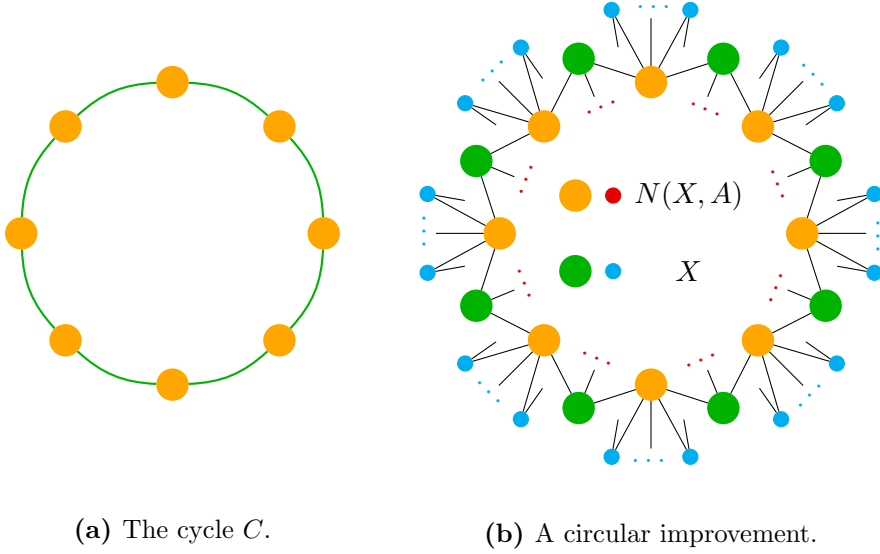 N(X, A)
X
(a) The cycle C.
(b) A circular improvement.